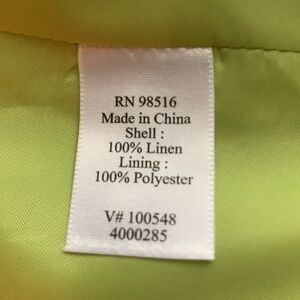 RN 98516
Made in China
Shell :
100% Linen
Lining :
100% Polyester
V# 100548
4000285